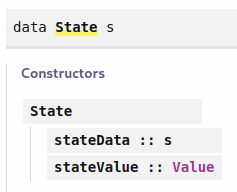 data State s
Constructors
State
stateData :: s
stateValue :: Value